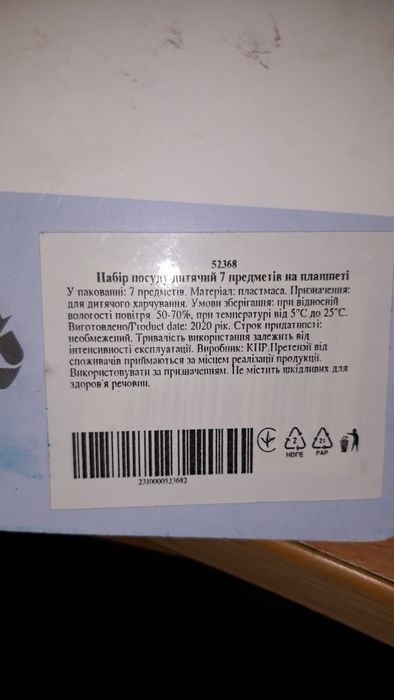 52368
Набір посуду дитячий 7 предметів на планшеті
У пакованні: 7 предметів. Матеріал: пластмаса. Призначення:
для дитячого харчування. Умови зберігання: при відносній
вологості повітря 50-70%, при температурі від 5°С до 25°С.
Виготовлено/Product date: 2020 рік. Строк придатності:
необмежений. Тривалість використання залежить від
інтенсивності експлуатації. Виробник: КНР.Претензії від
споживачів приймаються за місцем реалізації продукції.
Використовувати за призначенням. Не містить шкідливих для
здоров'я речовин.
2310000523682
2
HDPE
21
PAP